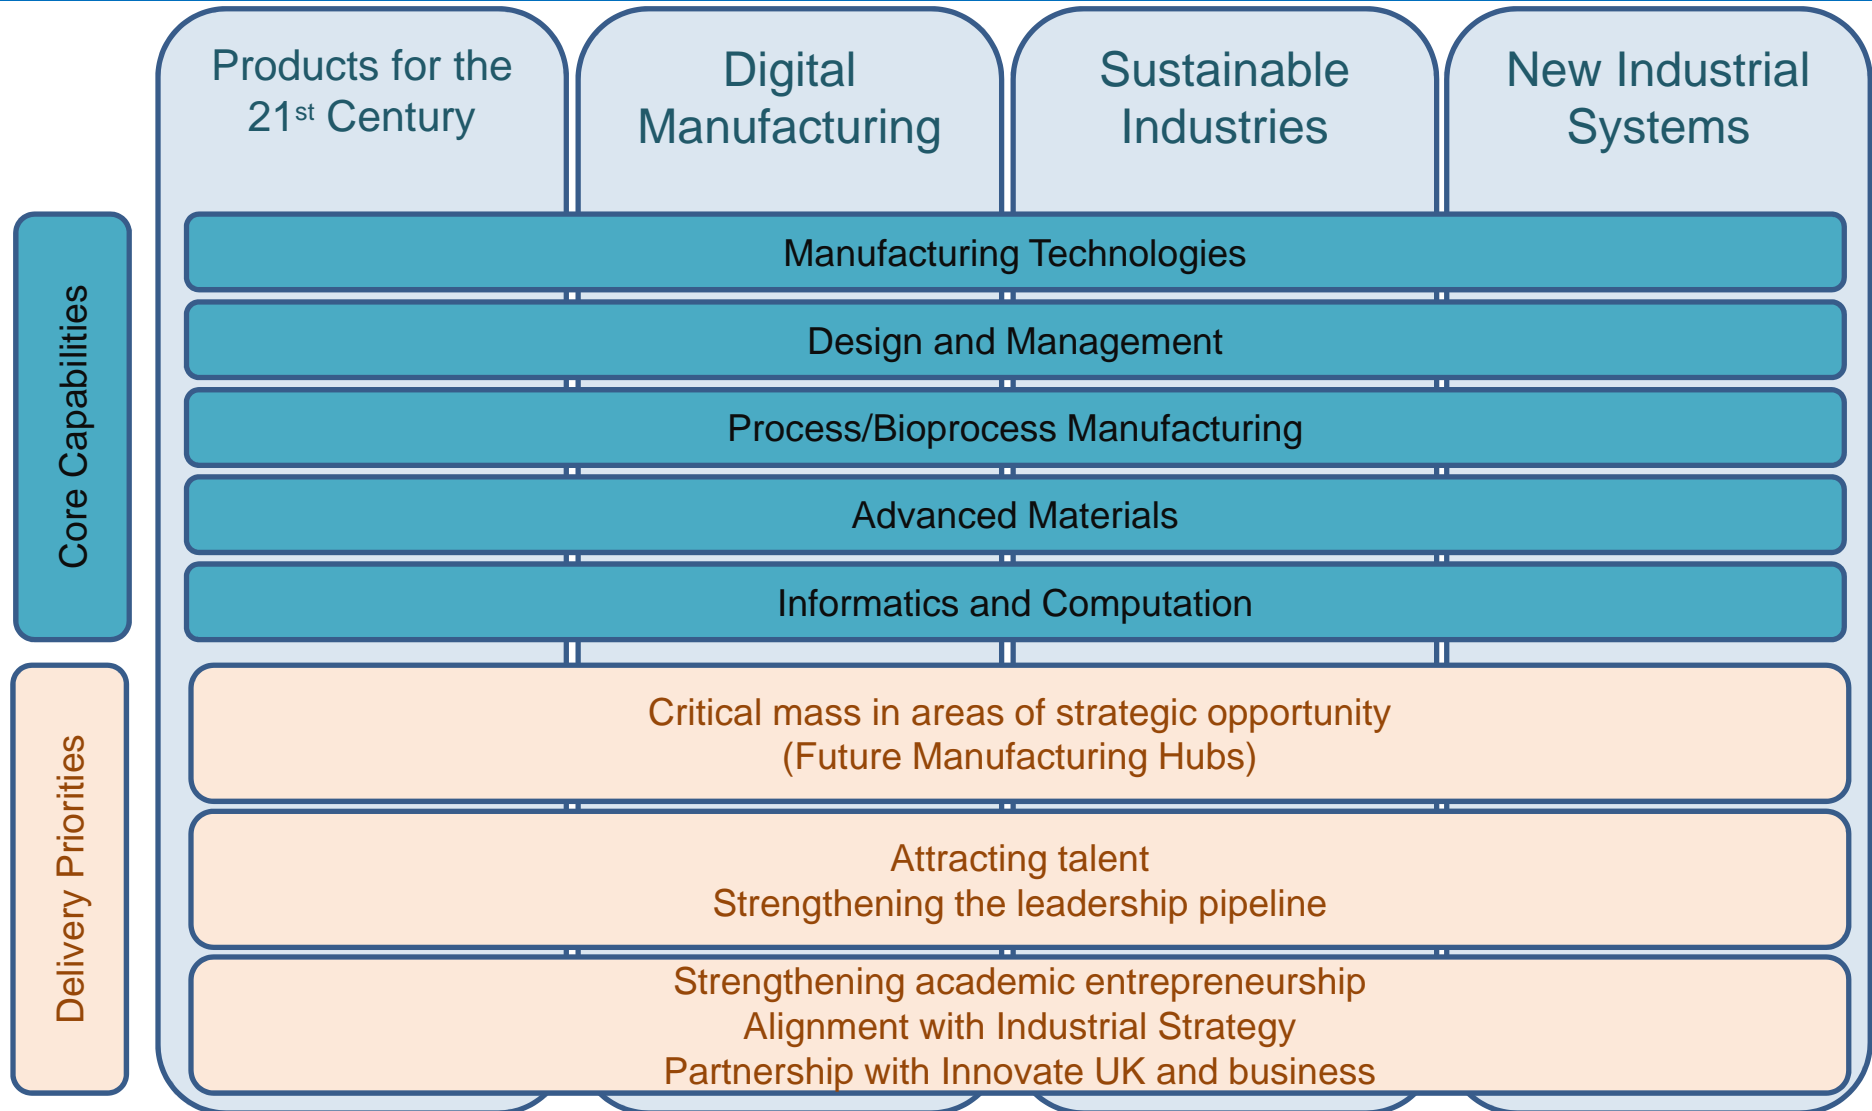 Products for the
21st Century
Digital
Manufacturing
Sustainable
Industries
New Industrial
Systems
Core Capabilities
Manufacturing Technologies
Design and Management
Process/Bioprocess Manufacturing
Advanced Materials
Informatics and Computation
Delivery Priorities
Critical mass in areas of strategic opportunity
(Future Manufacturing Hubs)
Attracting talent
Strengthening the leadership pipeline
Strengthening academic entrepreneurship
Alignment with Industrial Strategy
Partnership with Innovate UK and business